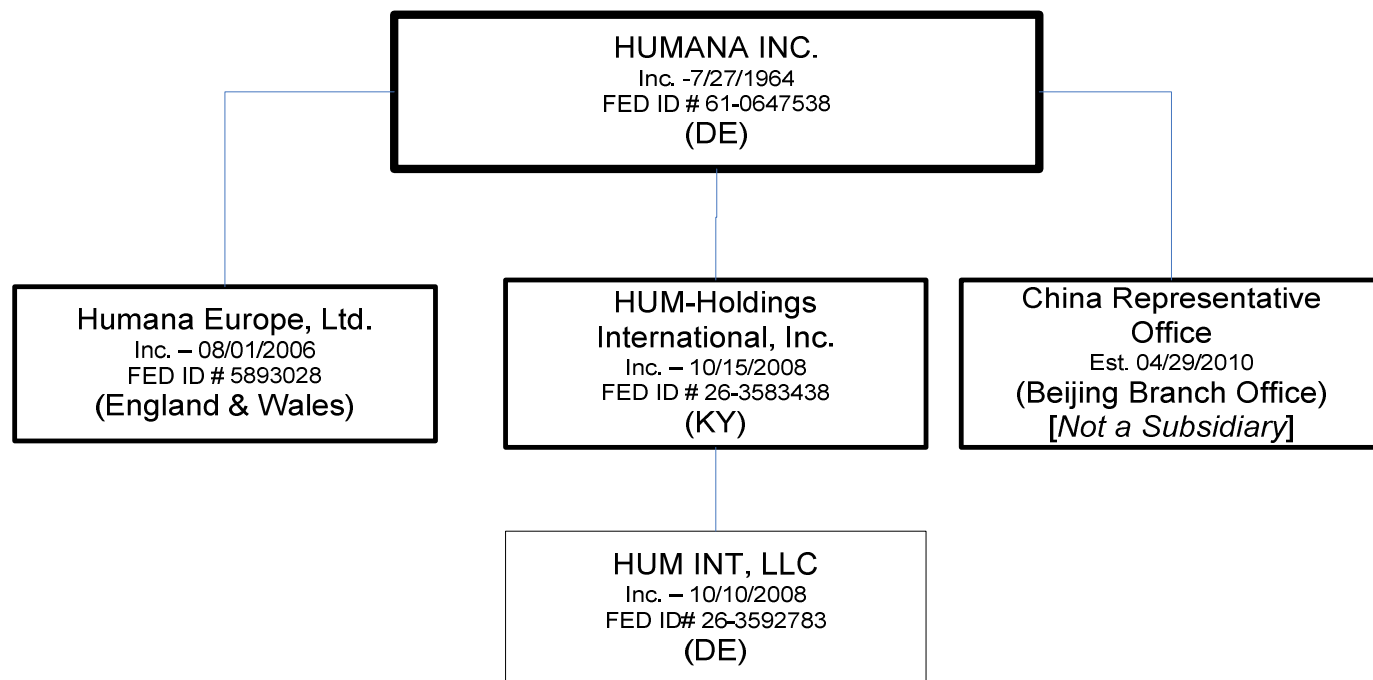 HUMANA INC.
Inc. -7/27/1964
FED ID # 61-0647538
(DE)
Humana Europe, Ltd.
Inc. – 08/01/2006
FED ID # 5893028
(England & Wales)
HUM-Holdings
International, Inc.
Inc. – 10/15/2008
FED ID # 26-3583438
(KY)
China Representative
Office
Est. 04/29/2010
(Beijing Branch Office)
[Not a Subsidiary]
HUM INT, LLC
Inc. – 10/10/2008
FED ID# 26-3592783
(DE)